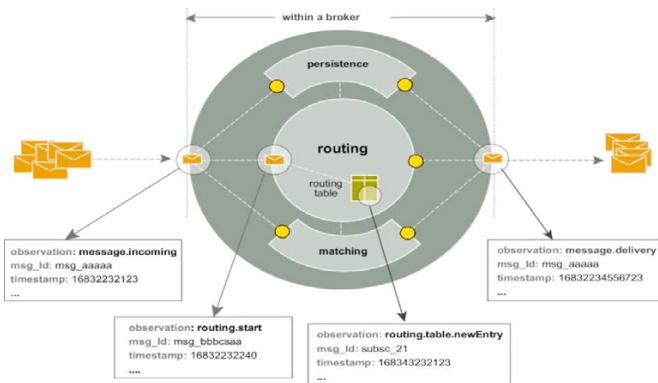 within a broker
persistence
routing
routing
table
matching
observation: message.incoming
msg_Id: msg_aaaaa
timestamp: 16832232123
...
observation: message.delivery
msg_Id: msg_aaaaa
timestamp: 16832234556723
...
observation: routing.start
msg_Id: msg_bbbcsaa
timestamp: 16832232240
....
observation: routing.table.newEntry
msg_Id: subsc_21
timestamp: 168343232123
...